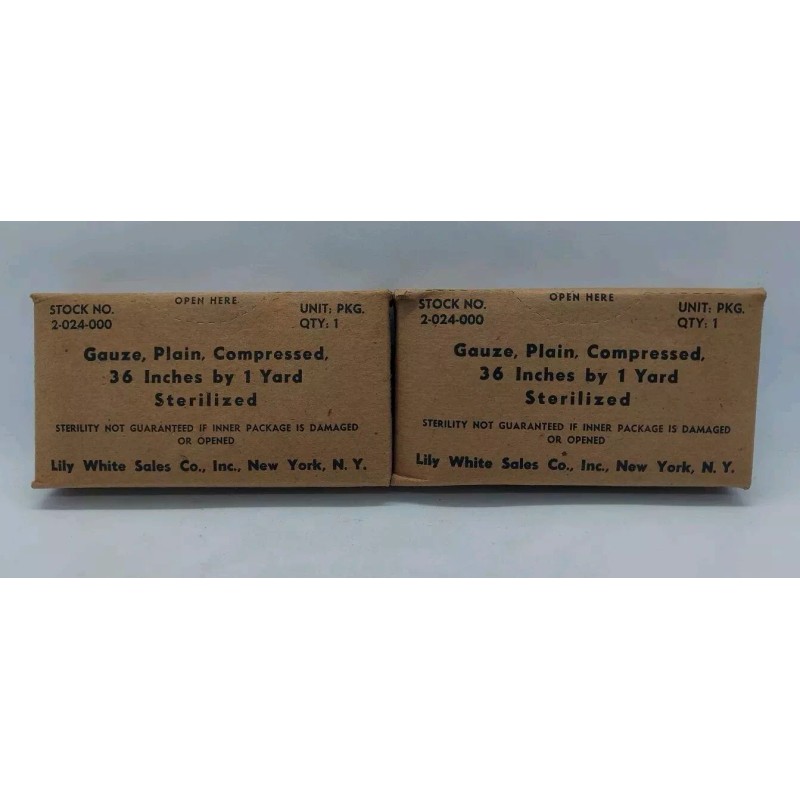 OPEN HERE
STOCK NO.
2-024-000
UNIT: PKG.
QTY: 1
Gauze, Plain, Compressed,
36 Inches by 1 Yard
Sterilized
STERILITY NOT GUARANTEED IF INNER PACKAGE IS DAMAGED
OR OPENED
Lily White Sales Co., Inc., New York, N. Y.
OPEN HERE
STOCK NO.
2-024-000
UNIT: PKG.
QTY: 1
Gauze, Plain, Compressed,
36 Inches by 1 Yard
Sterilized
STERILITY NOT GUARANTEED IF INNER PACKAGE IS DAMAGED
OR OPENED
Lily White Sales Co., Inc., New York, N. Y.